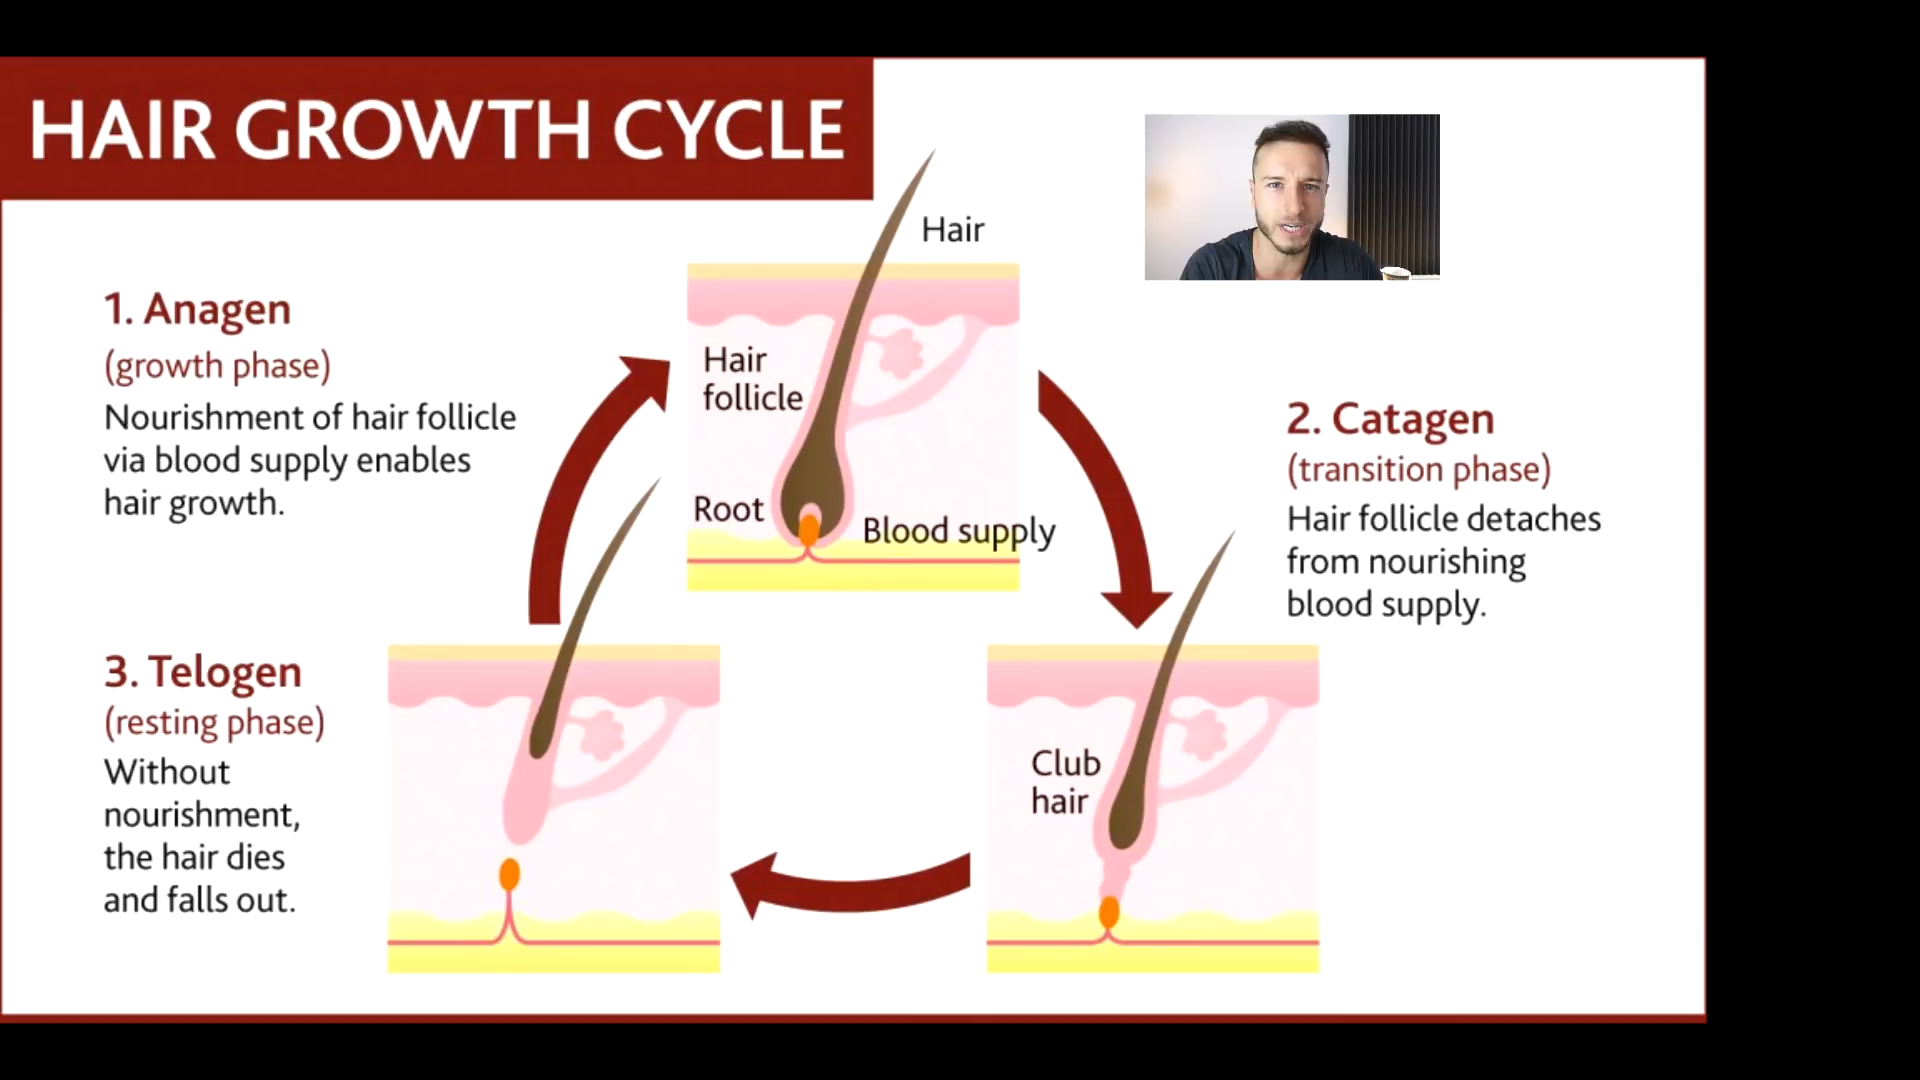 HAIR GROWTH CYCLE
Hair
1. Anagen
(growth phase)
Nourishment of hair follicle
via blood supply enables
hair growth.
Hair
follicle
Root
Blood supply
2. Catagen
(transition phase)
Hair follicle detaches
from nourishing
blood supply.
Club
hair
3. Telogen
(resting phase)
Without
nourishment,
the hair dies
and falls out.